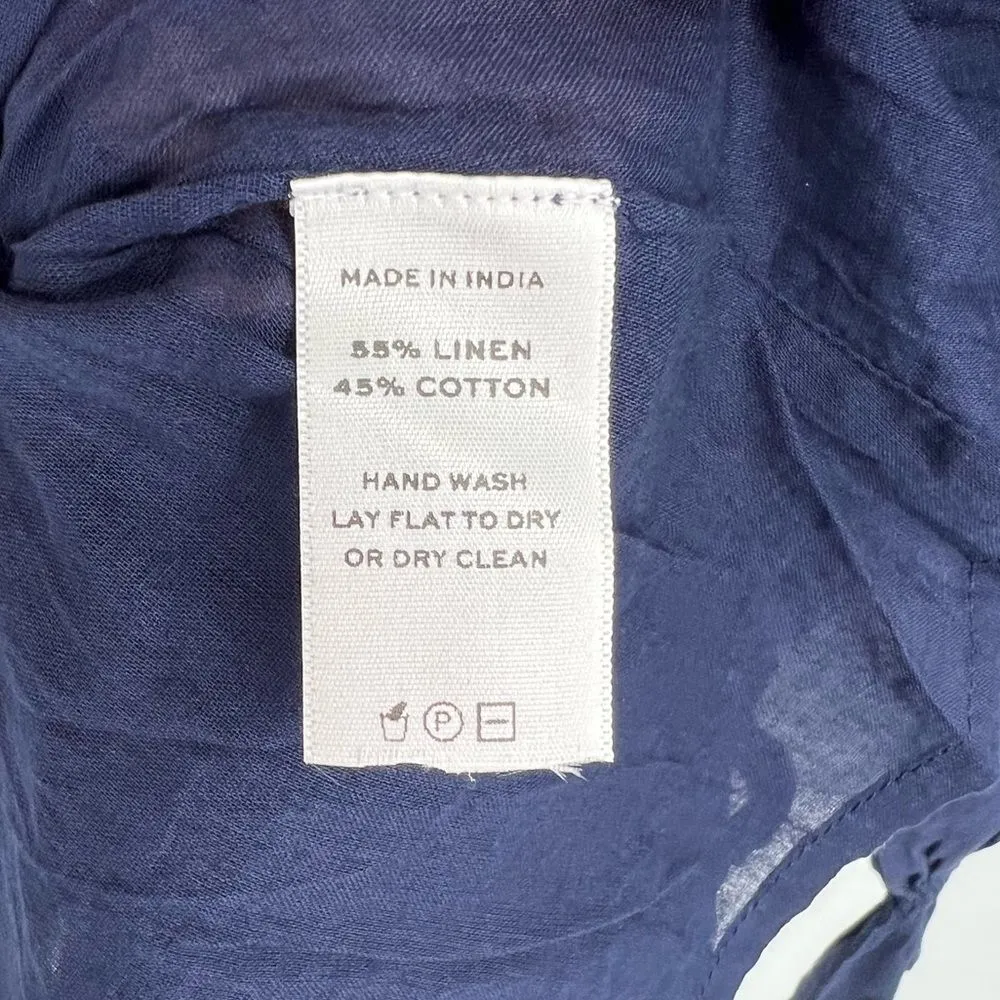 MADE IN INDIA
55% LINEN
45% COTTON
HAND WASH
LAY FLAT TO DRY
OR DRY CLEAN
P